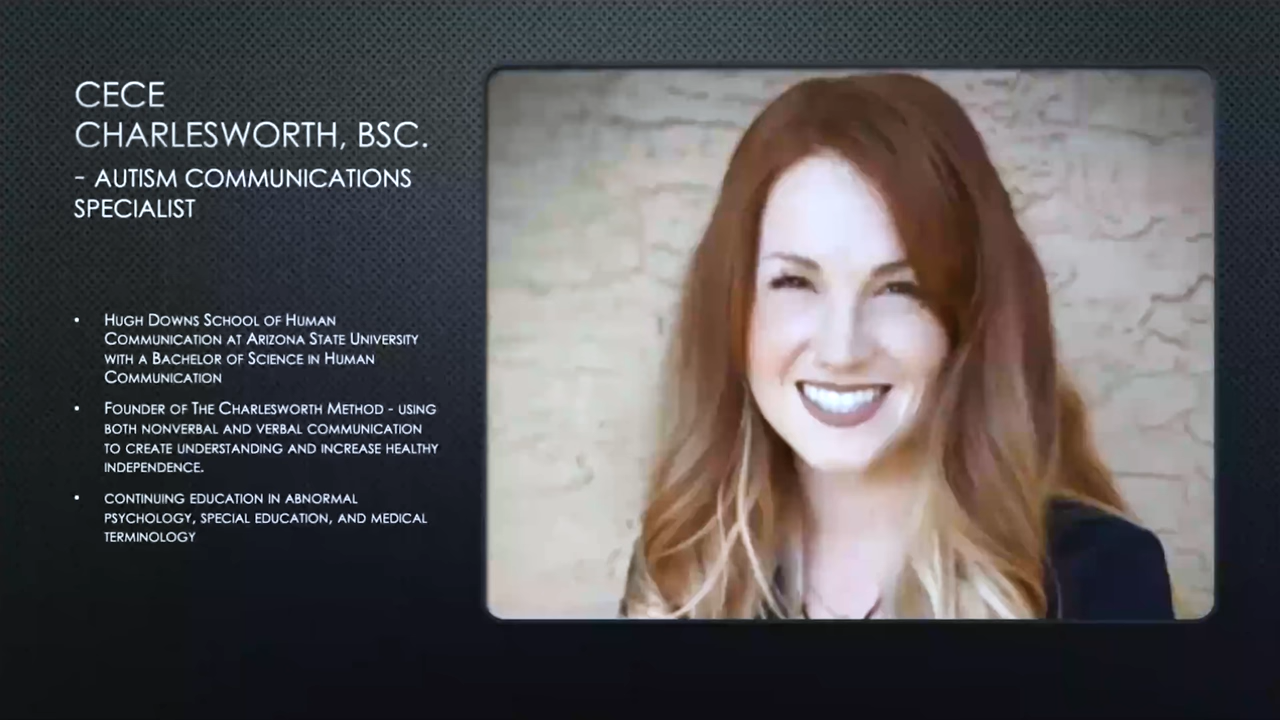 CECE
CHARLESWORTH, BSC.
- AUTISM COMMUNICATIONS
SPECIALIST
• HUGH DOWNS SCHOOL OF HUMAN
COMMUNICATION AT ARIZONA STATE UNIVERSITY
WITH A BACHELOR OF SCIENCE IN HUMAN
COMMUNICATION
• FOUNDER OF THE CHARLESWORTH METHOD - USING
BOTH NONVERBAL AND VERBAL COMMUNICATION
TO CREATE UNDERSTANDING AND INCREASE HEALTHY
INDEPENDENCE.
• CONTINUING EDUCATION IN ABNORMAL
PSYCHOLOGY, SPECIAL EDUCATION, AND MEDICAL
TERMINOLOGY